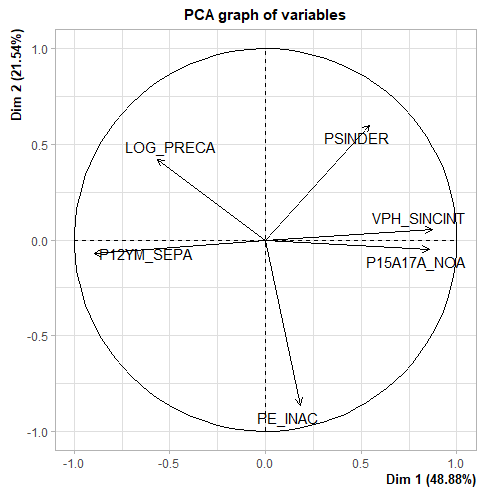 PCA graph of variables
Dim 2 (21.54%)
1.0
0.5
0.0
-0.5
-1.0
LOG_PRECA
PSINDER
VPH_SINCINT
P12YM_SEPA
P15A17A_NOA
PE_INAC
-1.0 -0.5 0.0 0.5 1.0
Dim 1 (48.88%)